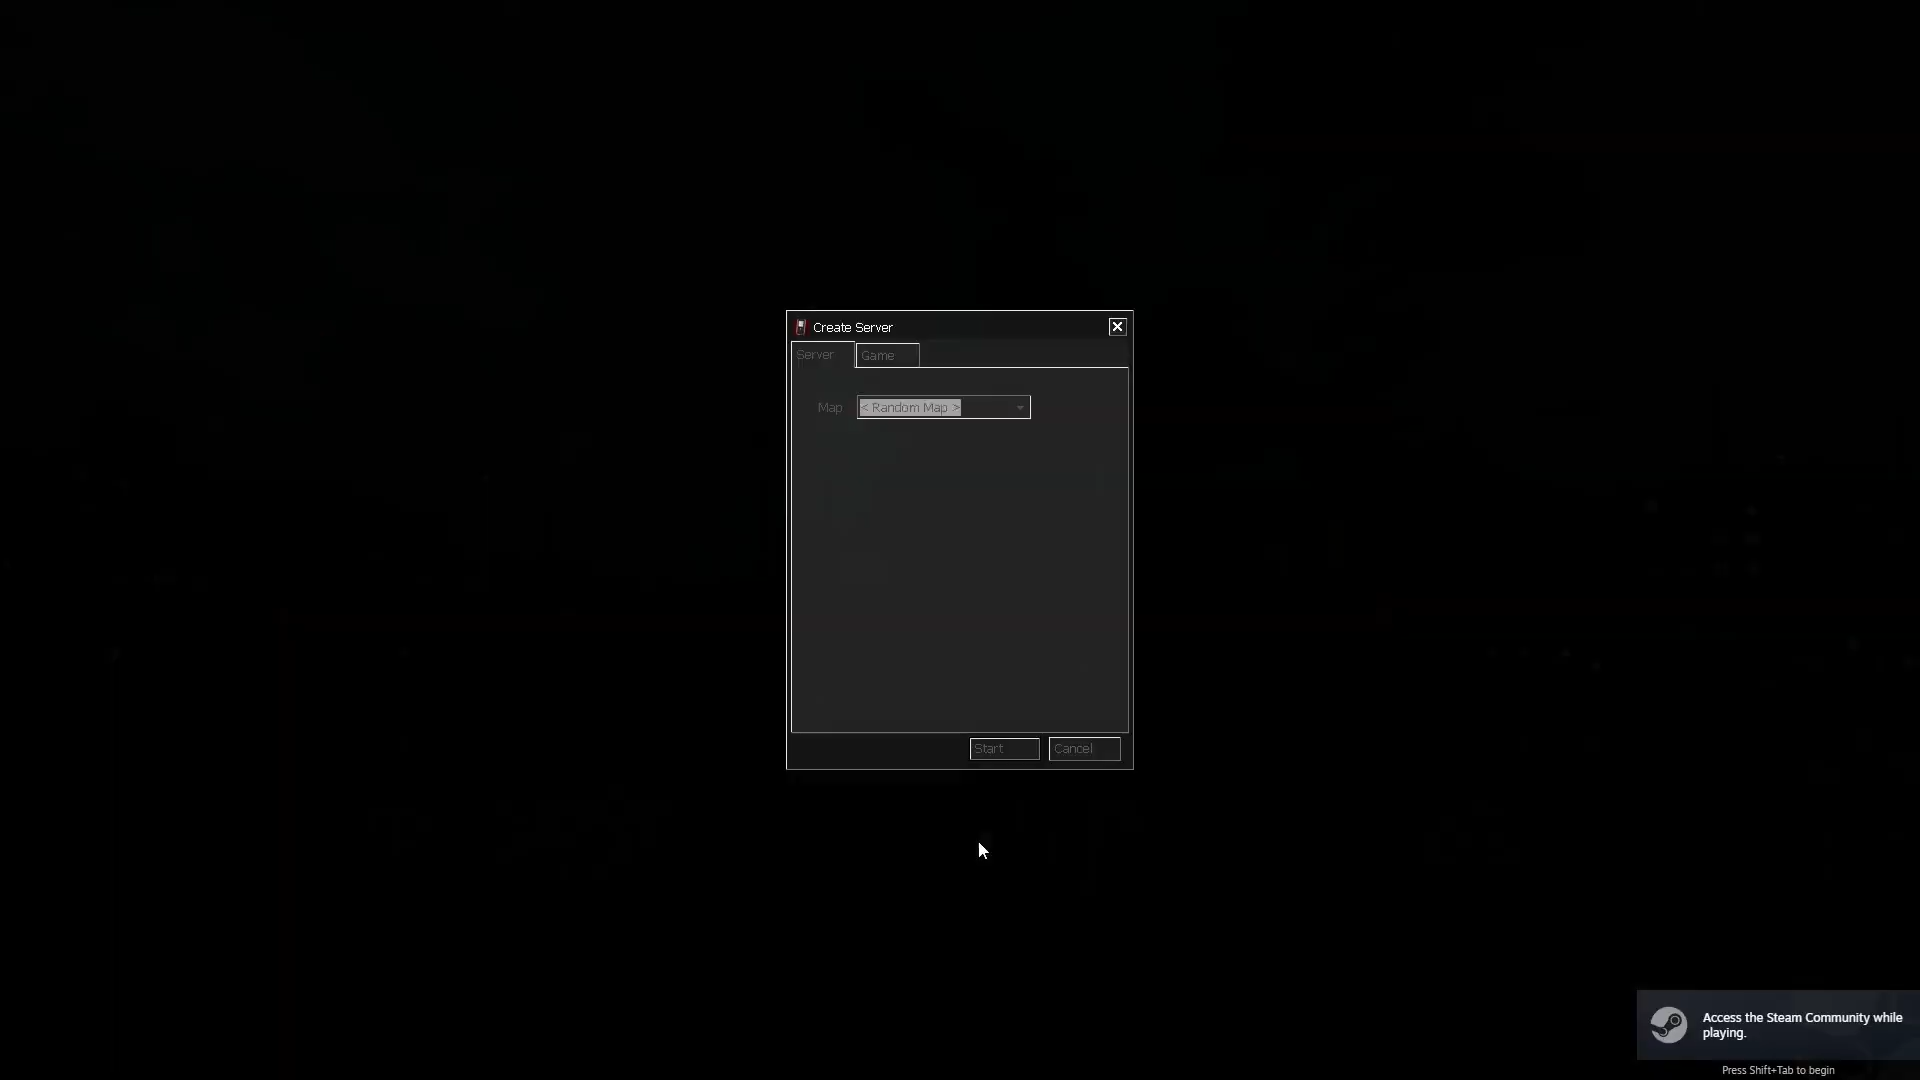 Create Server
Server
Game
Map
< Random Map >
Start
Cancel
Access the Steam Community while
playing.
Press Shift+Tab to begin